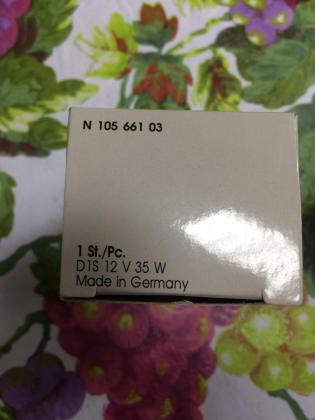 N 105 661 03
1 St./Pc.
D1S 12 V 35 W
Made in Germany